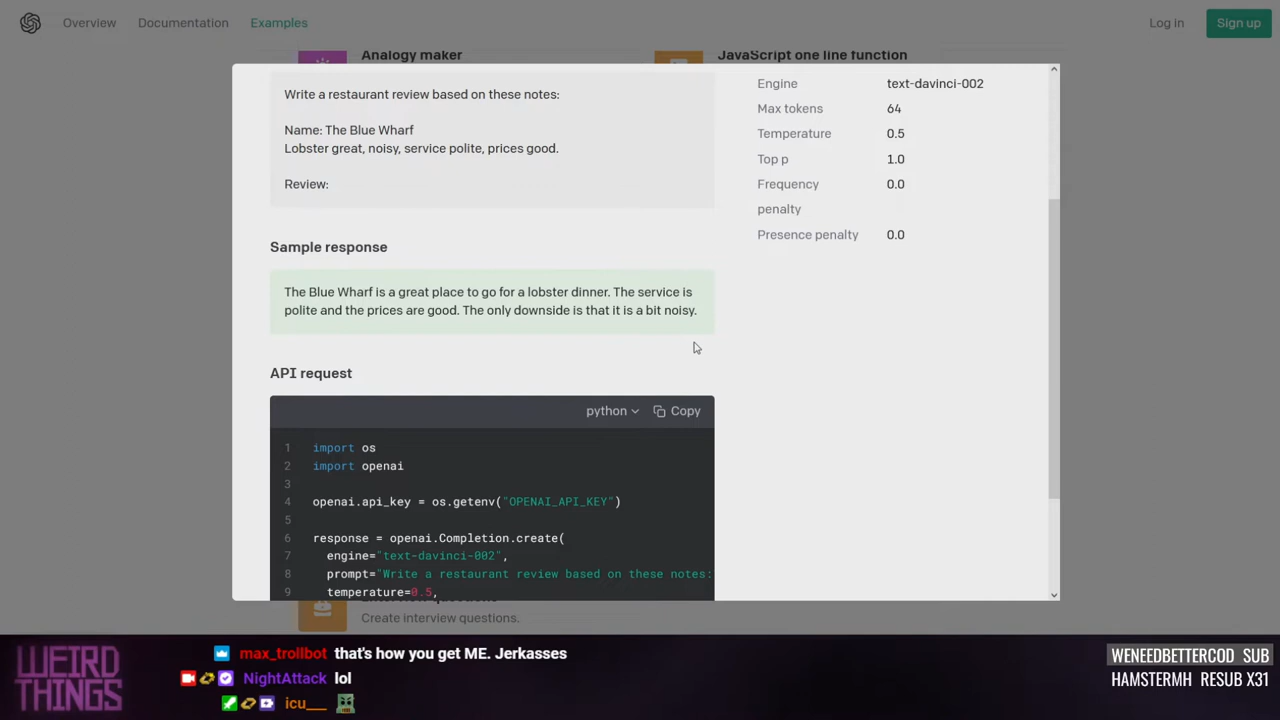 Overview Documentation Examples Log in Sign up
Analogy maker JavaScript one line function
Write a restaurant review based on these notes:
Name: The Blue Wharf
Lobster great, noisy, service polite, prices good.
Review:
Engine text-davinci-002
Max tokens 64
Temperature 0.5
Top p 1.0
Frequency penalty 0.0
Presence penalty 0.0
Sample response
The Blue Wharf is a great place to go for a lobster dinner. The service is
polite and the prices are good. The only downside is that it is a bit noisy.
API request
python Copy
1 import os
2 import openai
3
4 openai.api_key = os.getenv("OPENAI_API_KEY")
5
6 response = openai.Completion.create(
7 engine="text-davinci-002",
8 prompt="Write a restaurant review based on these notes:
9 temperature=0.5,
Interview questions
Create interview questions.
WEIRD
THINGS
max_trollbot that's how you get ME. Jerkasses
NightAttack lol
icu___
WENEEDBETTERCOD SUB
HAMSTERMH RESUB X31